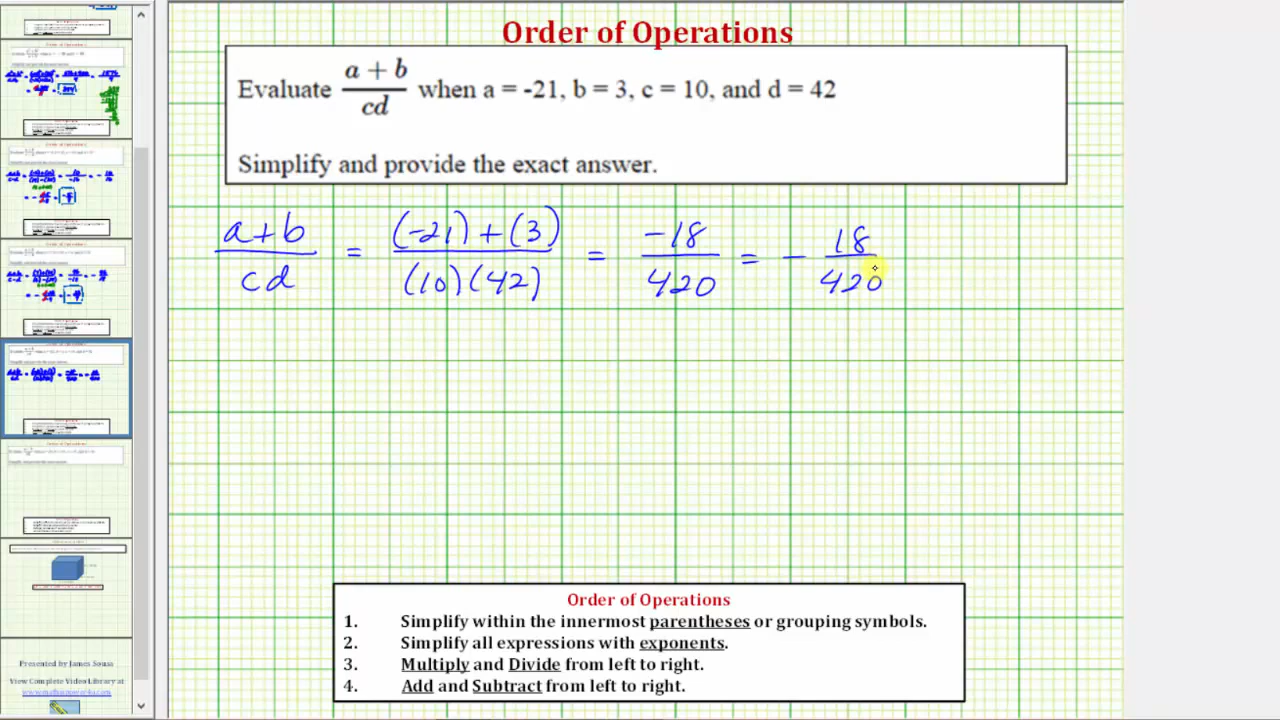 Order of Operations
Evaluate a + b / cd when a = -21, b = 3, c = 10, and d = 42
Simplify and provide the exact answer.
a+b / cd = (-21)+(3) / (10)(42) = -18 / 420 = - 18 / 420
Order of Operations
1. Simplify within the innermost parentheses or grouping symbols.
2. Simplify all expressions with exponents.
3. Multiply and Divide from left to right.
4. Add and Subtract from left to right.
Presented by James Sousa
View Complete Video Library at